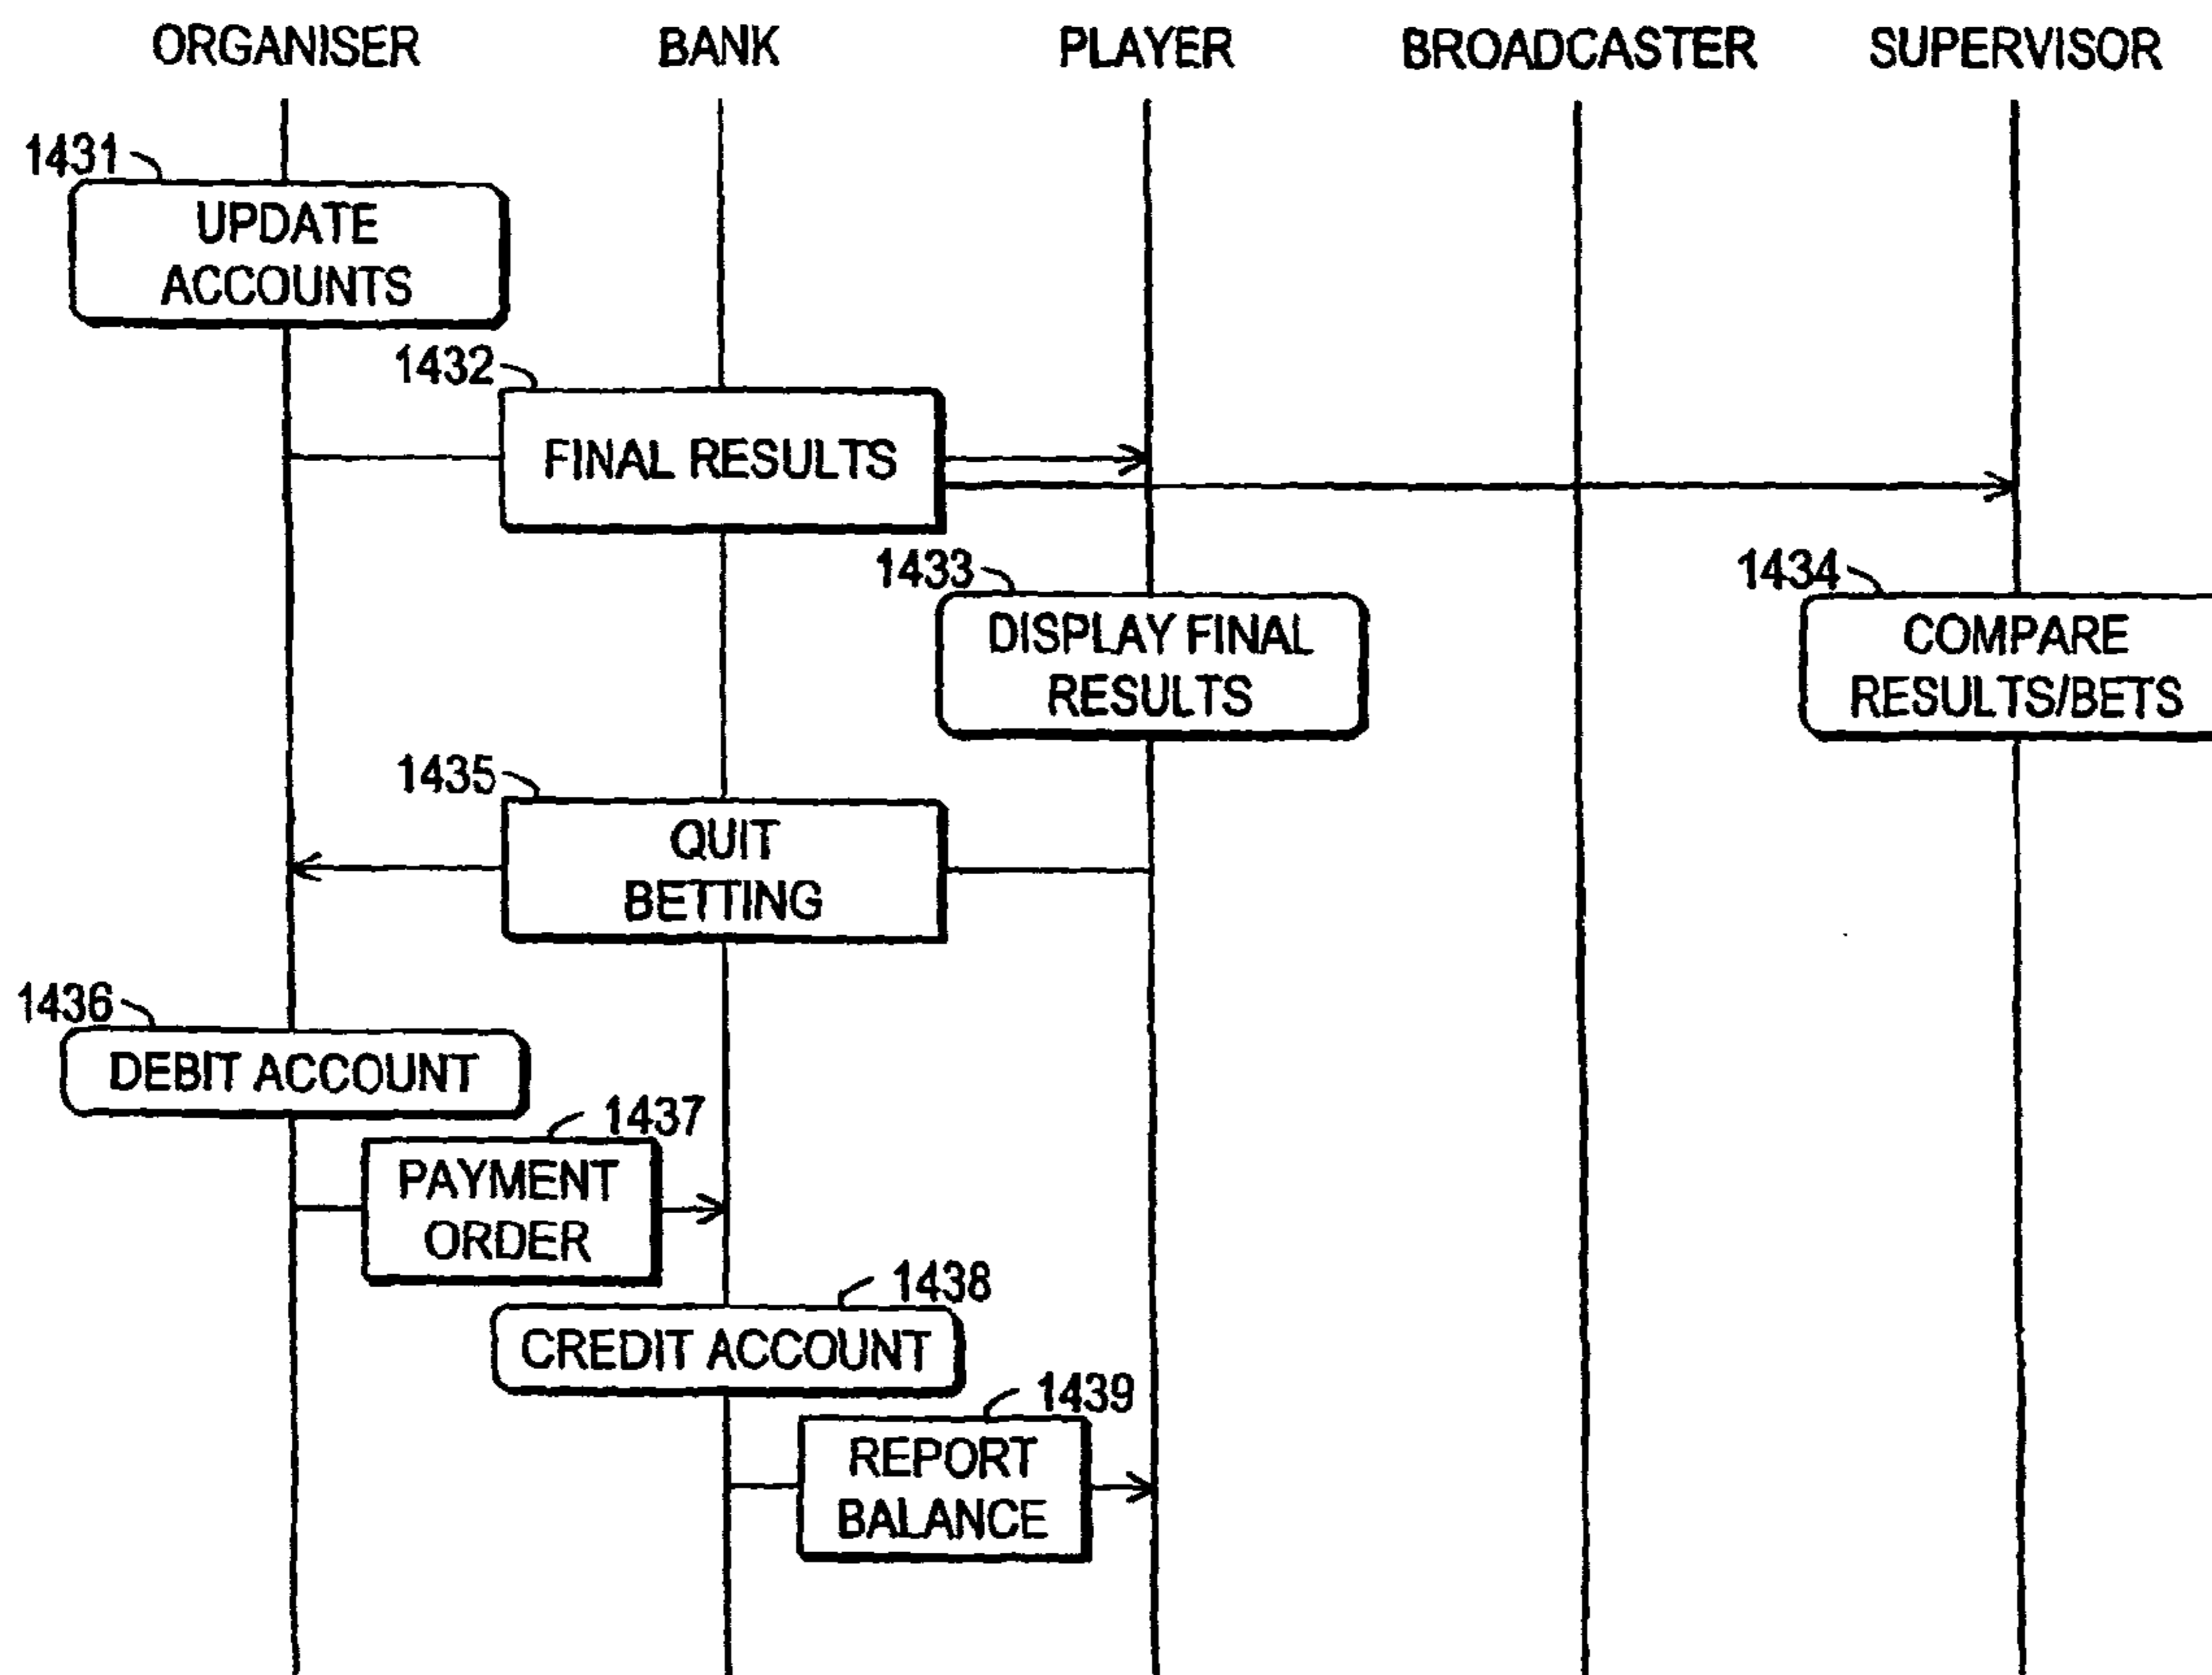 ORGANISER BANK PLAYER BROADCASTER SUPERVISOR
1431
UPDATE
ACCOUNTS
1432
FINAL RESULTS
1433
DISPLAY FINAL
RESULTS
1434
COMPARE
RESULTS/BETS
1435
QUIT
BETTING
1436
DEBIT ACCOUNT
1437
PAYMENT
ORDER
1438
CREDIT ACCOUNT
1439
REPORT
BALANCE